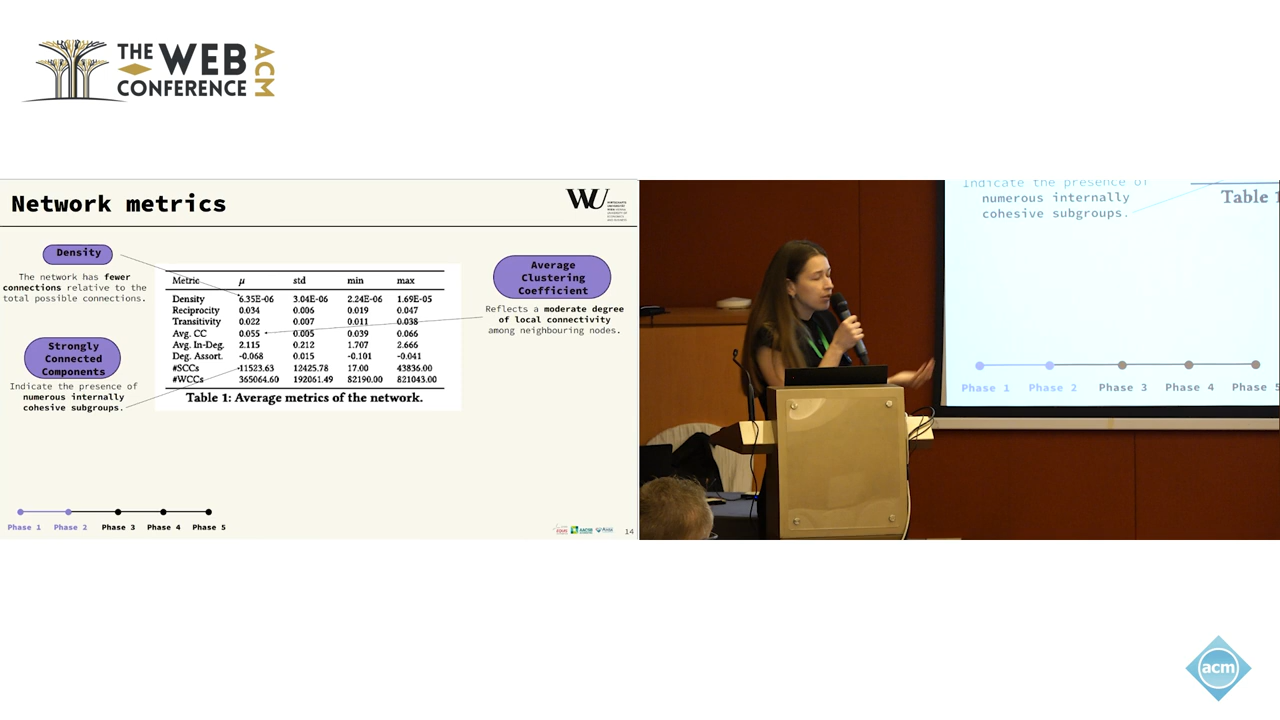 THE WEB
CONFERENCE
ACM
Network metrics
WU
Density
The network has fewer
connections relative to the
total possible connections.
Strongly
Connected
Components
Indicate the presence of
numerous internally
cohesive subgroups.
Metric μ std min max
Density 6.35E-06 3.04E-06 2.24E-06 1.69E-05
Reciprocity 0.034 0.006 0.019 0.047
Transitivity 0.022 0.007 0.011 0.038
Avg. CC 0.055 0.005 0.039 0.066
Avg. In-Deg. 2.115 0.212 1.707 2.666
Deg. Assort. -0.068 0.015 -0.101 -0.041
#SCCs 11523.63 12425.78 17.00 43836.00
#WCCs 365064.60 192061.49 82190.00 821043.00
Table 1: Average metrics of the network.
Average
Clustering
Coefficient
Reflects a moderate degree
of local connectivity
among neighbouring nodes.
Phase 1 Phase 2 Phase 3 Phase 4 Phase 5
14
Indicate the presence of
numerous internally
cohesive subgroups.
Table 1
Phase 1 Phase 2 Phase 3 Phase 4 Phase 5
acm